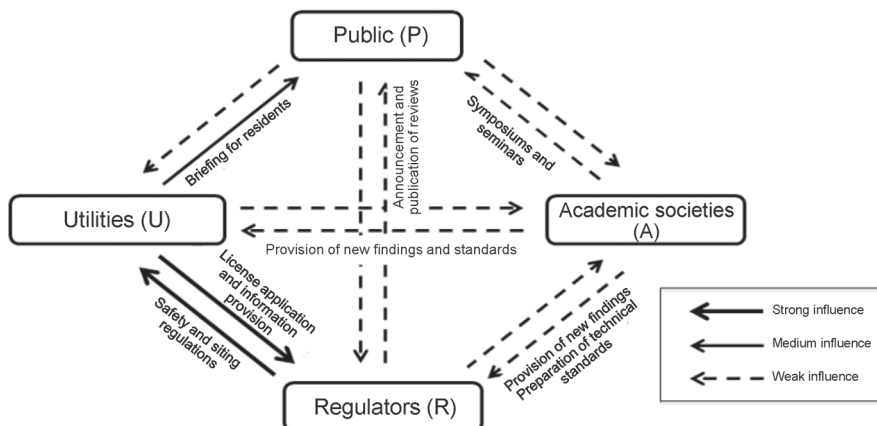 Public (P)
Briefing for residents
Announcement and
publication of reviews
Symposiums and
seminars
Utilities (U)
Academic societies
(A)
Provision of new findings and standards
License application
and information
provision
Safety and siting
regulations
Provision of new findings
Preparation of technical
standards
Regulators (R)
Strong influence
Medium influence
Weak influence